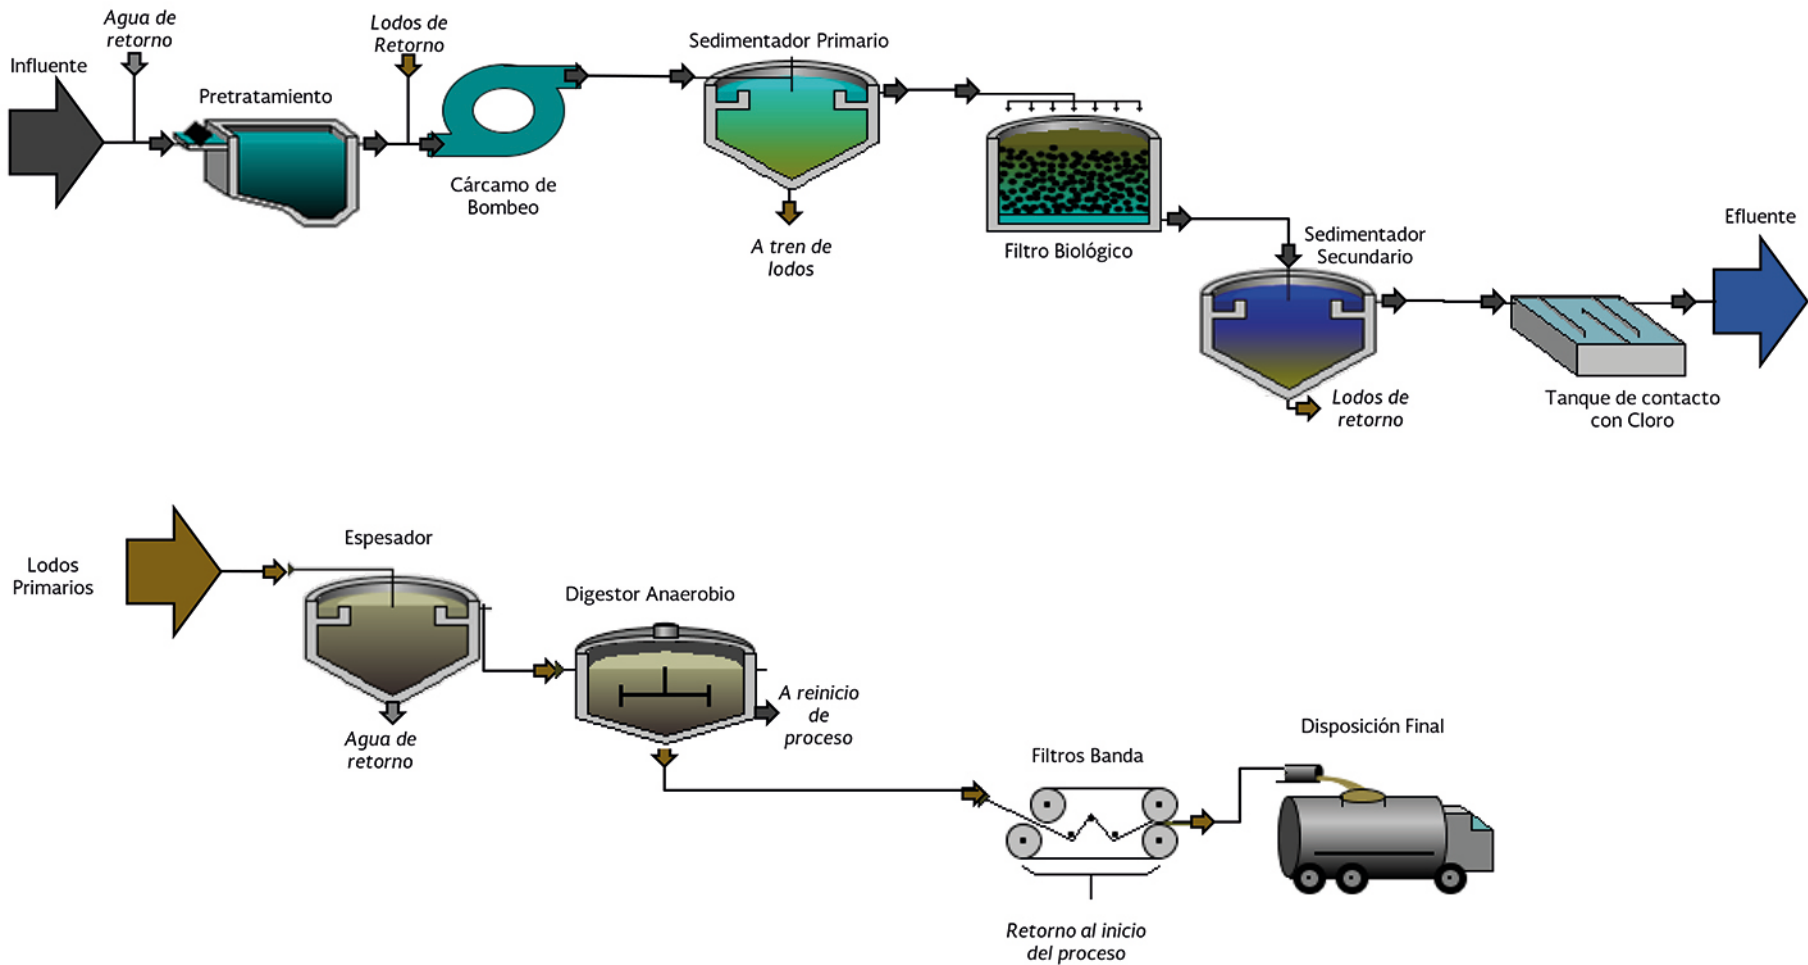 Agua de
retorno
Lodos de
Retorno
Influente
Pretratamiento
Cárcamo de
Bombeo
Sedimentador Primario
A tren de
lodos
Filtro Biológico
Sedimentador
Secundario
Lodos de
retorno
Efluente
Tanque de contacto
con Cloro
Lodos
Primarios
Espesador
Agua de
retorno
Digestor Anaerobio
A reinicio
de
proceso
Filtros Banda
Retorno al inicio
del proceso
Disposición Final